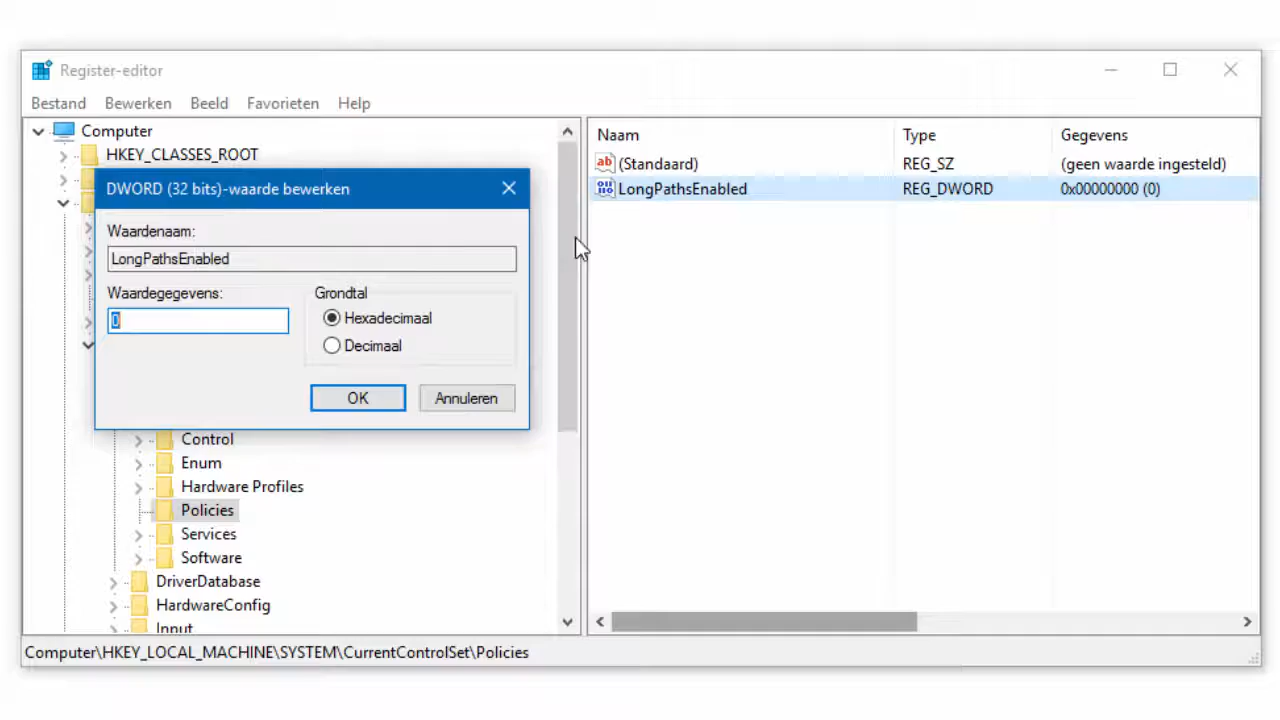 Register-editor
Bestand Bewerken Beeld Favorieten Help
Computer
HKEY_CLASSES_ROOT
DWORD (32 bits)-waarde bewerken
Waardenaam:
LongPathsEnabled
Waardegegevens:
0
Grondtal
Hexadecimaal
Decimaal
OK Annuleren
Control
Enum
Hardware Profiles
Policies
Services
Software
DriverDatabase
HardwareConfig
Input
Naam Type Gegevens
(Standaard) REG_SZ (geen waarde ingesteld)
LongPathsEnabled REG_DWORD 0x00000000 (0)
Computer\HKEY_LOCAL_MACHINE\SYSTEM\CurrentControlSet\Policies